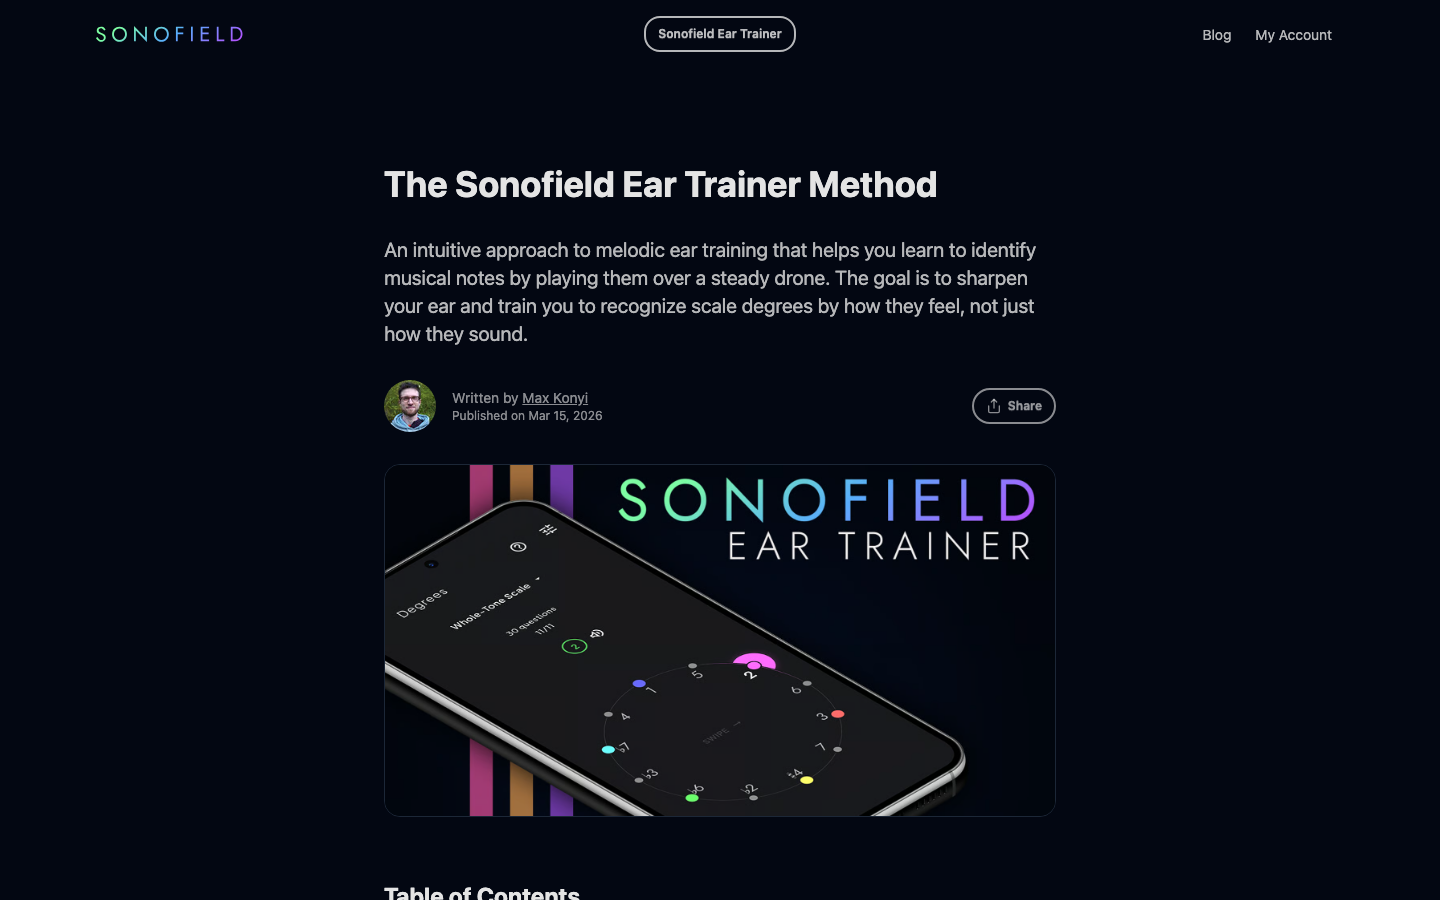 SONOFIELD
Sonofield Ear Trainer
Blog
My Account
The Sonofield Ear Trainer Method
An intuitive approach to melodic ear training that helps you learn to identify
musical notes by playing them over a steady drone. The goal is to sharpen
your ear and train you to recognize scale degrees by how they feel, not just
how they sound.
Written by Max Konyi
Published on Mar 15, 2026
Share
SONOFIELD
EAR TRAINER
Degrees
Whole-Tone Scale
30 questions
11/11
2
1
5
2
6
4
3
♭7
SWIPE →
7
♭3
♯4
♭6
♭2
Table of Contents